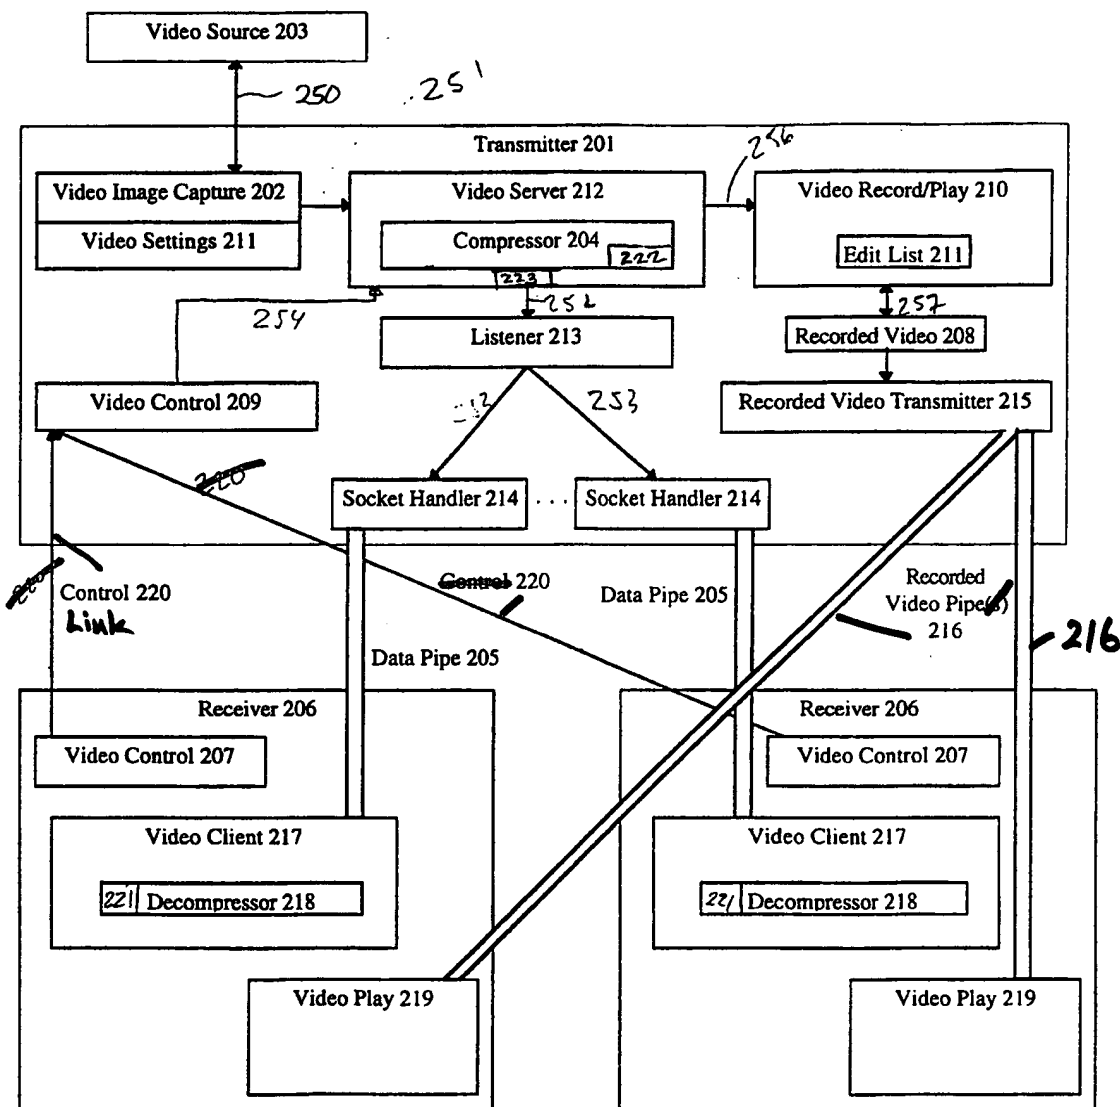 Video Source 203
250
251
Transmitter 201
256
Video Image Capture 202
Video Settings 211
Video Server 212
Compressor 204
222
223
Video Record/Play 210
Edit List 211
254
252
257
Listener 213
Recorded Video 208
Video Control 209
253
Recorded Video Transmitter 215
220
Socket Handler 214
...
Socket Handler 214
Control 220
Link
Control 220
Data Pipe 205
Recorded
Video Pipe(s)
216
216
Data Pipe 205
Receiver 206
Receiver 206
Video Control 207
Video Control 207
Video Client 217
Video Client 217
221 Decompressor 218
221 Decompressor 218
Video Play 219
Video Play 219